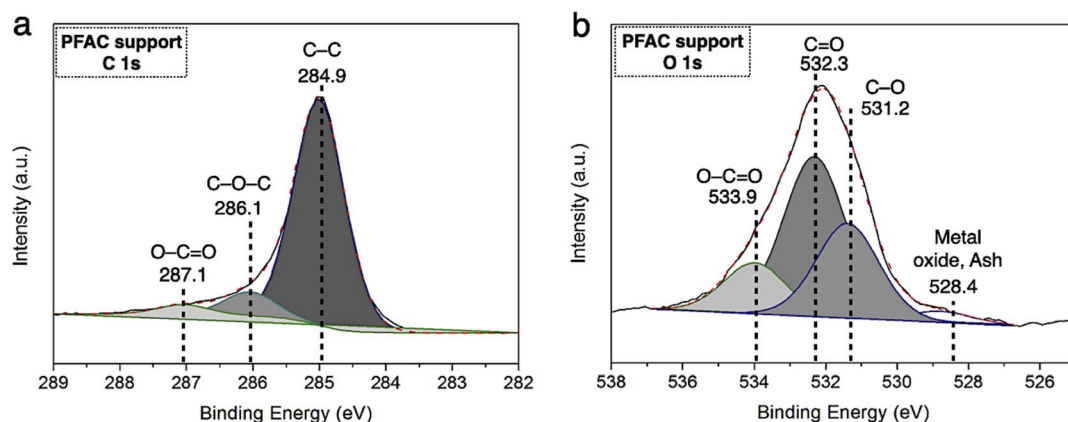 a
PFAC support
C 1s
C–C
284.9
C–O–C
286.1
O–C=O
287.1
Intensity (a.u.)
289 288 287 286 285 284 283 282
Binding Energy (eV)
b
PFAC support
O 1s
C=O
532.3
C–O
531.2
O–C=O
533.9
Metal
oxide, Ash
528.4
Intensity (a.u.)
538 536 534 532 530 528 526
Binding Energy (eV)